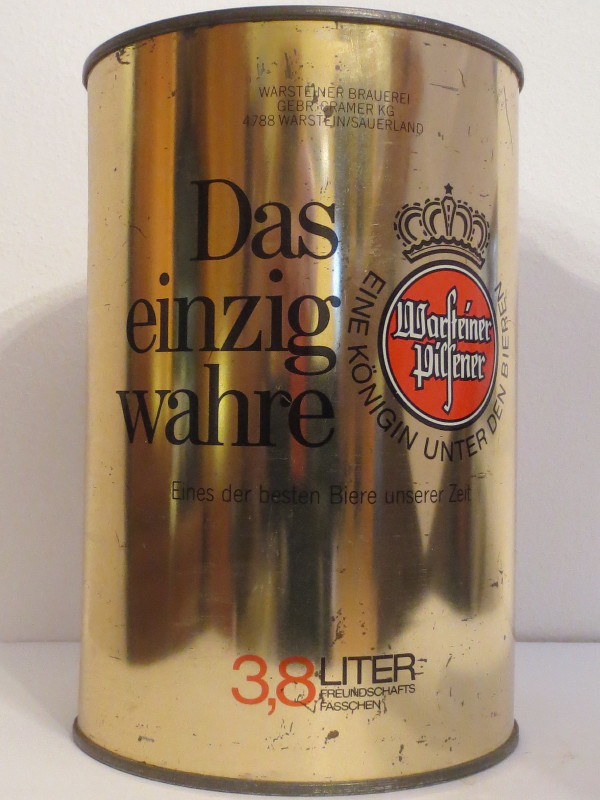 WARSTEINER BRAUEREI
GEBR. CRAMER KG
4788 WARSTEIN/SAUERLAND
Das
einzig
wahre
Warsteiner
Pilsener
EINE KÖNIGIN UNTER DEN BIEREN
Eines der besten Biere unserer Zeit
3,8 LITER
FREUNDSCHAFTS
FÄSSCHEN